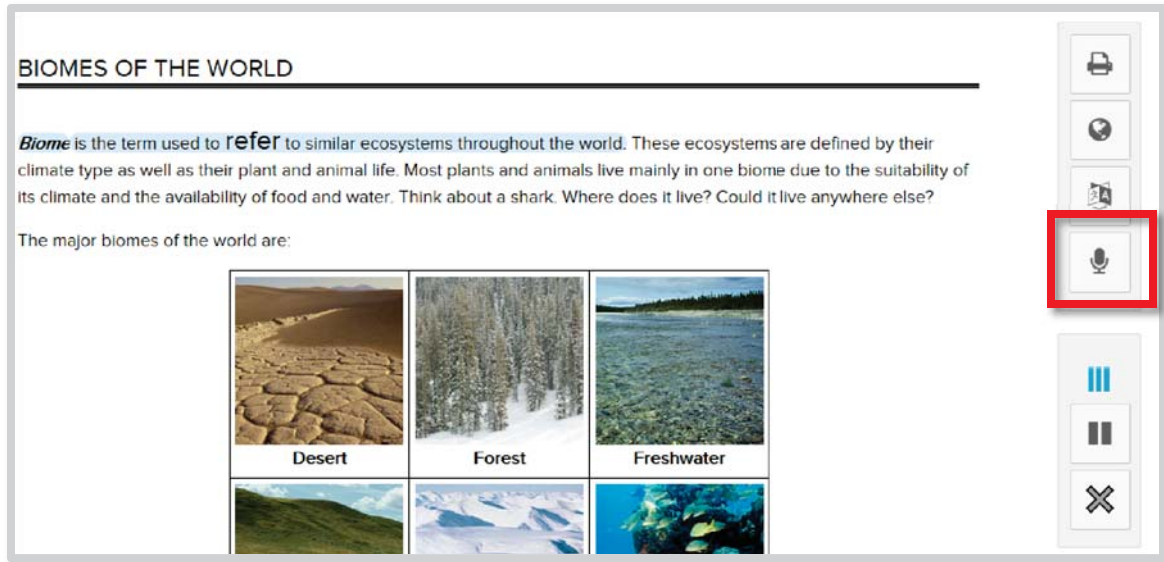 BIOMES OF THE WORLD
Biome is the term used to refer to similar ecosystems throughout the world. These ecosystems are defined by their
climate type as well as their plant and animal life. Most plants and animals live mainly in one biome due to the suitability of
its climate and the availability of food and water. Think about a shark. Where does it live? Could it live anywhere else?
The major biomes of the world are:
Desert Forest Freshwater